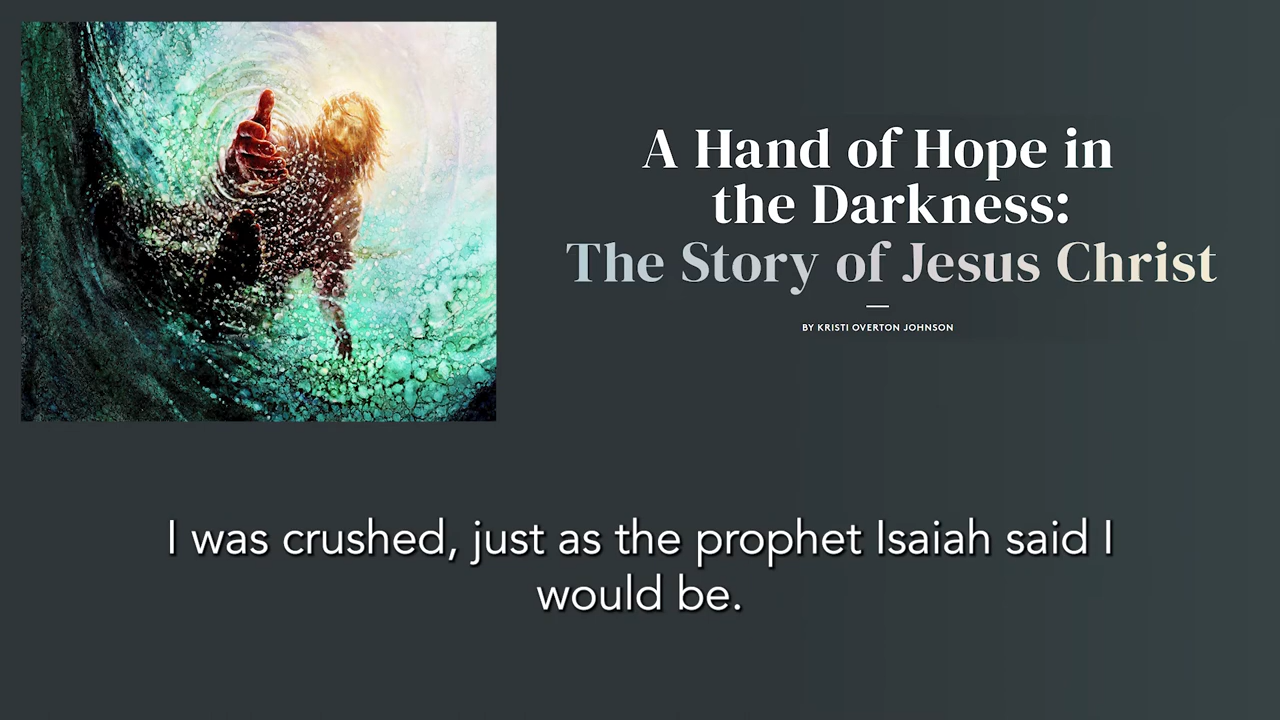 A Hand of Hope in
the Darkness:
The Story of Jesus Christ
BY KRISTI OVERTON JOHNSON
I was crushed, just as the prophet Isaiah said I
would be.